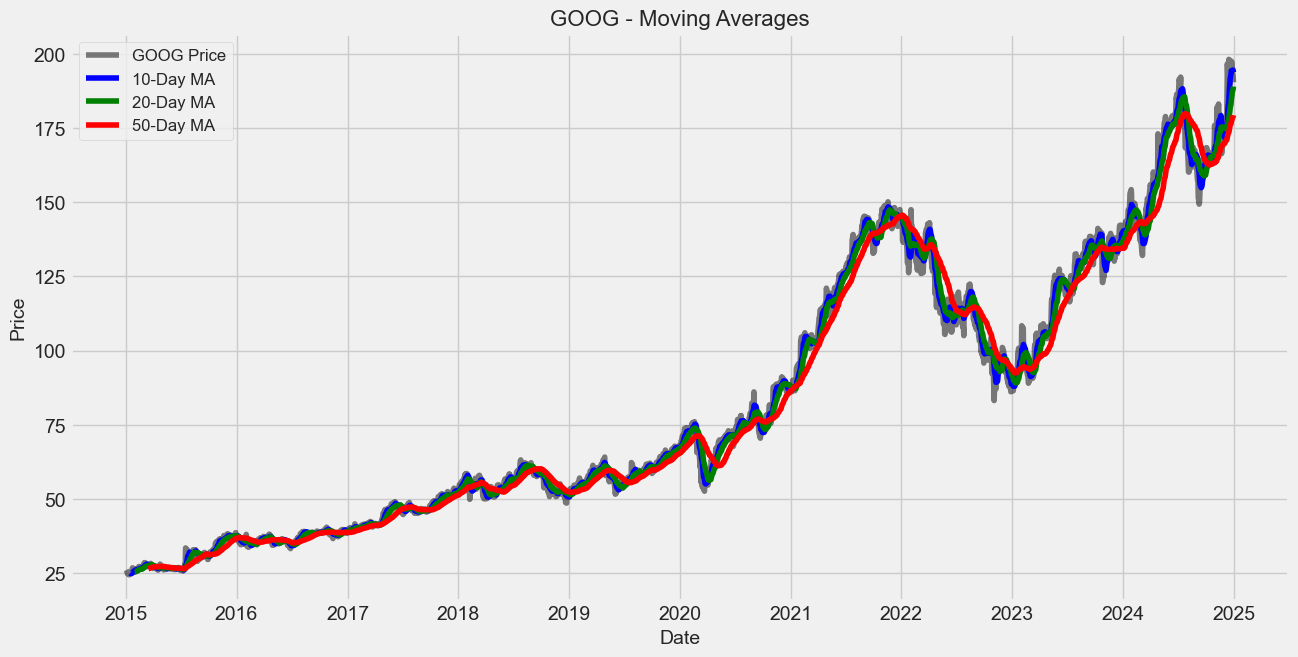 GOOG - Moving Averages
GOOG Price
10-Day MA
20-Day MA
50-Day MA
200
175
150
125
100
75
50
25
Price
2015 2016 2017 2018 2019 2020 2021 2022 2023 2024 2025
Date